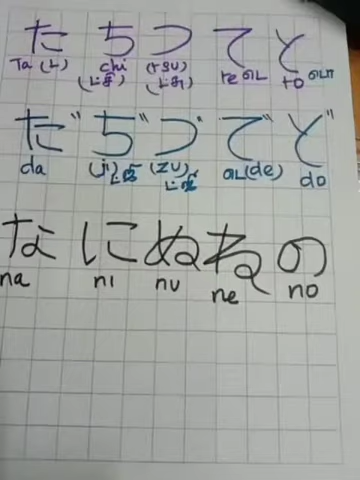 た ち つ て と
Ta chi (tsu) te to
だ ぢ づ で ど
da (ji) (zu) (de) do
な に ぬ ね の
na ni nu ne no